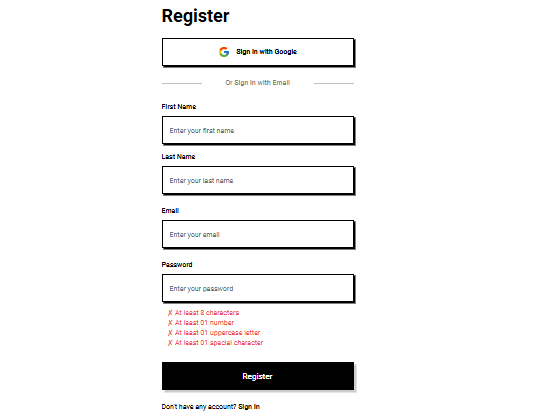 Register
Sign in with Google
Or Sign in with Email
First Name
Enter your first name
Last Name
Enter your last name
Email
Enter your email
Password
Enter your password
✗ At least 8 characters
✗ At least 01 number
✗ At least 01 uppercase letter
✗ At least 01 special character
Register
Don't have any account? Sign in